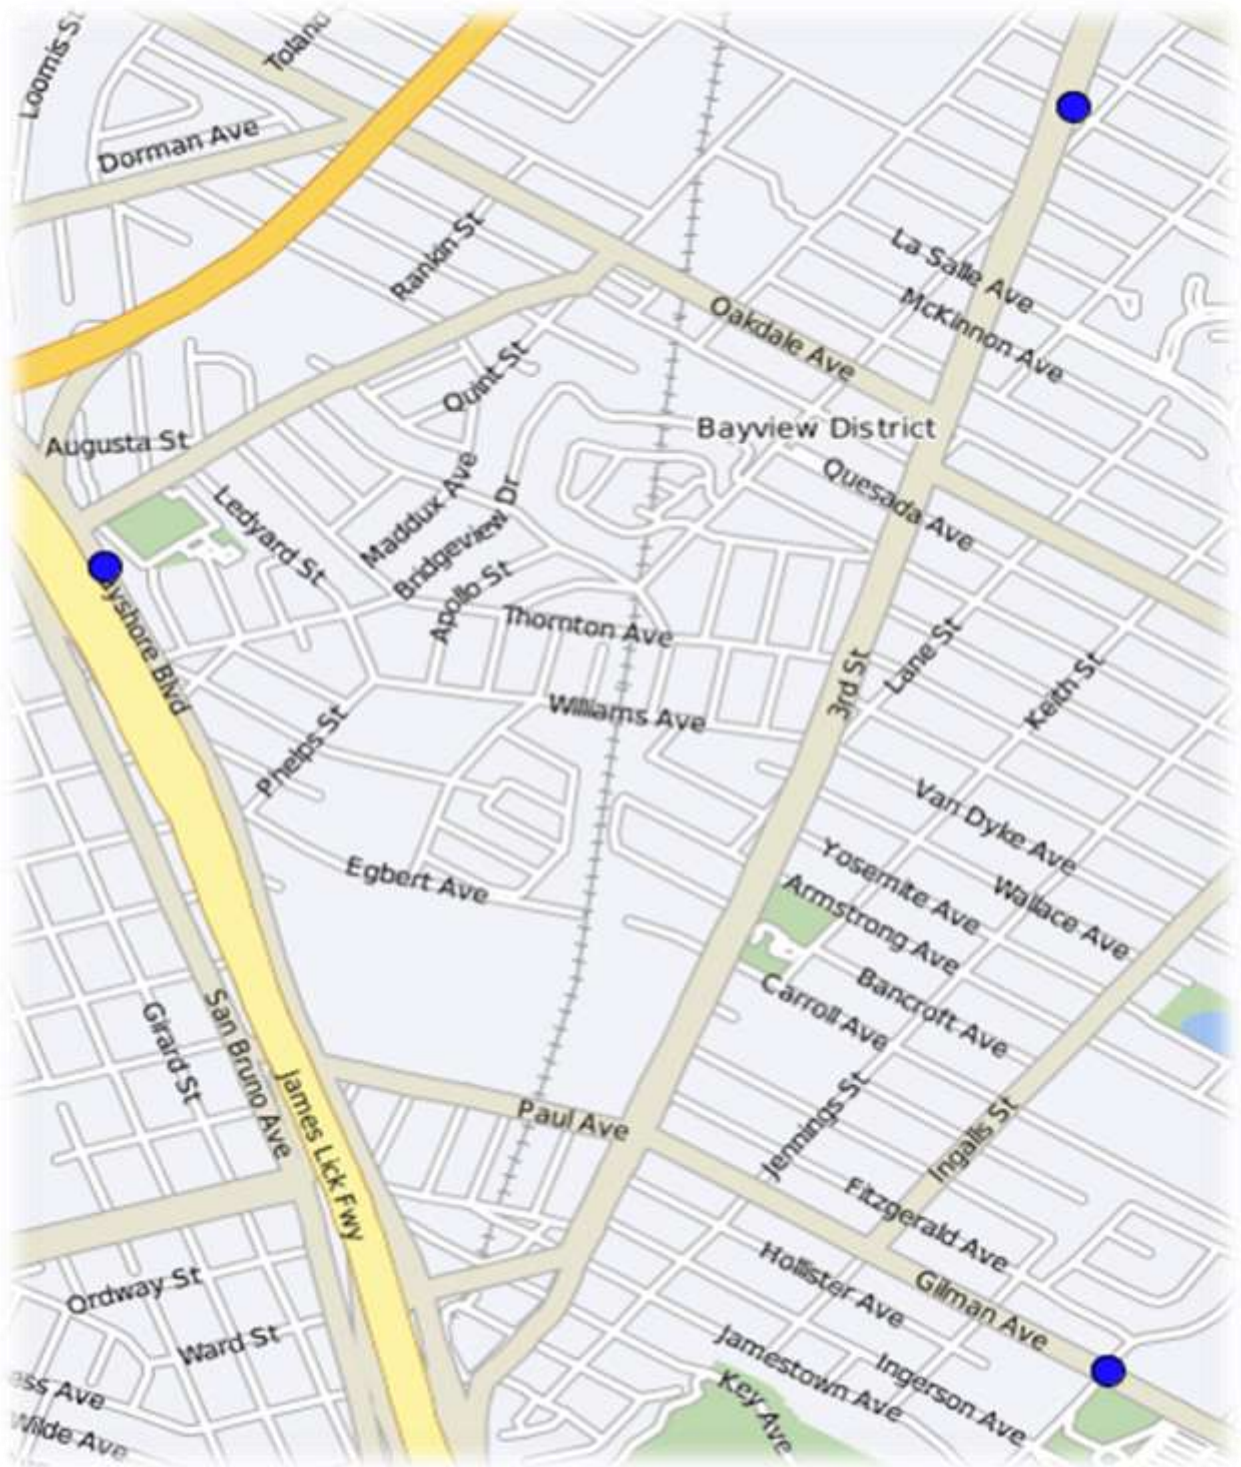 Loomis St
Toland
Dorman Ave
Rankin St
La Salle Ave
McKinnon Ave
Oakdale Ave
Quint St
Bayview District
Augusta St
Quesada Ave
Maddux Ave
Ledyard St
Bridgeview Dr
Apollo St
Thornton Ave
yshore Blvd
Lane St
3rd St
Keith St
Williams Ave
Phelps St
Van Dyke Ave
Yosemite Ave
Egbert Ave
Armstrong Ave
Wallace Ave
Bancroft Ave
Carroll Ave
Girard St
San Bruno Ave
James Lick Fwy
Paul Ave
Jennings St
Ingalls St
Fitzgerald Ave
Hollister Ave
Gilman Ave
Ordway St
Ward St
Jamestown Ave
Ingerson Ave
Key Ave
ess Ave
Wilde Ave